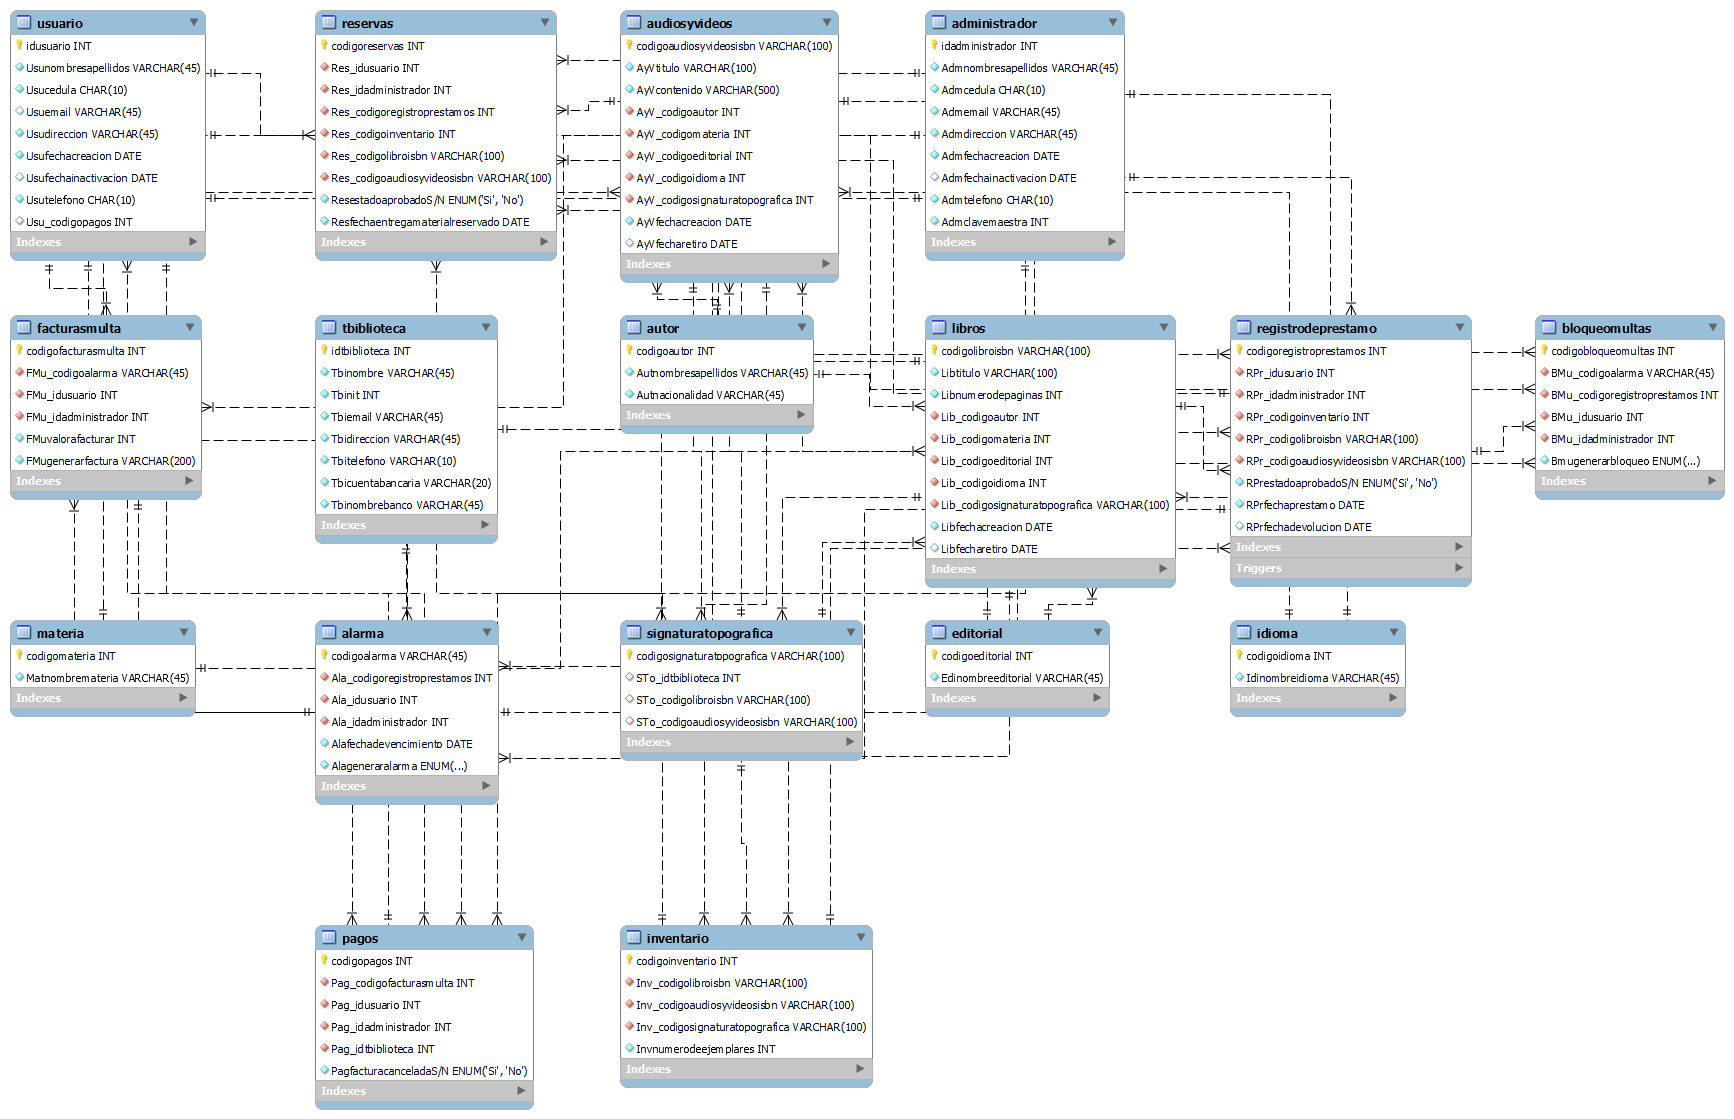 usuario
idusuario INT
Usunombresapellidos VARCHAR(45)
Usucedula CHAR(10)
Usuemail VARCHAR(45)
Usudireccion VARCHAR(45)
Usufechacreacion DATE
Usufechainactivacion DATE
Usutelefono CHAR(10)
Usu_codigopagos INT
Indexes
reservas
codigoreservas INT
Res_idusuario INT
Res_idadministrador INT
Res_codigoregistroprestamos INT
Res_codigoinventario INT
Res_codigolibroisbn VARCHAR(100)
Res_codigoaudiosyvideosisbn VARCHAR(100)
ResestadoaprobadoS/N ENUM('Si', 'No')
Resfechaentregamaterialreservado DATE
Indexes
audiosyvideos
codigoaudiosyvideosisbn VARCHAR(100)
AyVtitulo VARCHAR(100)
AyVcontenido VARCHAR(500)
AyV_codigoautor INT
AyV_codigomateria INT
AyV_codigoeditorial INT
AyV_codigoidioma INT
AyV_codigosignaturatopografica INT
AyVfechacreacion DATE
AyVfecharetiro DATE
Indexes
administrador
idadministrador INT
Admnombresapellidos VARCHAR(45)
Admcedula CHAR(10)
Admemail VARCHAR(45)
Admdireccion VARCHAR(45)
Admfechacreacion DATE
Admfechainactivacion DATE
Admtelefono CHAR(10)
Admclavemaestra INT
Indexes
facturasmulta
codigofacturasmulta INT
FMu_codigoalarma VARCHAR(45)
FMu_idusuario INT
FMu_idadministrador INT
FMuvalorafacturar INT
FMugenerarfactura VARCHAR(200)
Indexes
tbiblioteca
idtbiblioteca INT
Tbinombre VARCHAR(45)
Tbinit INT
Tbiemail VARCHAR(45)
Tbidireccion VARCHAR(45)
Tbitelefono VARCHAR(10)
Tbicuentabancaria VARCHAR(20)
Tbinombrebanco VARCHAR(45)
Indexes
autor
codigoautor INT
Autnombresapellidos VARCHAR(45)
Autnacionalidad VARCHAR(45)
Indexes
libros
codigolibroisbn VARCHAR(100)
Libtitulo VARCHAR(100)
Libnumerodepaginas INT
Lib_codigoautor INT
Lib_codigomateria INT
Lib_codigoeditorial INT
Lib_codigoidioma INT
Lib_codigosignaturatopografica VARCHAR(100)
Libfechacreacion DATE
Libfecharetiro DATE
Indexes
registrodeprestamo
codigoregistroprestamos INT
RPr_idusuario INT
RPr_idadministrador INT
RPr_codigoinventario INT
RPr_codigolibroisbn VARCHAR(100)
RPr_codigoaudiosyvideosisbn VARCHAR(100)
RPrestadoaprobadoS/N ENUM('Si', 'No')
RPrfechaprestamo DATE
RPrfechadevolucion DATE
Indexes
Triggers
bloqueomultas
codigobloqueomultas INT
BMu_codigoalarma VARCHAR(45)
BMu_codigoregistroprestamos INT
BMu_idusuario INT
BMu_idadministrador INT
Bmugenerarbloqueo ENUM(...)
Indexes
materia
codigomateria INT
Matnombremateria VARCHAR(45)
Indexes
alarma
codigoalarma VARCHAR(45)
Ala_codigoregistroprestamos INT
Ala_idusuario INT
Ala_idadministrador INT
Alafechadevencimiento DATE
Alageneraralarma ENUM(...)
Indexes
signaturatopografica
codigosignaturatopografica VARCHAR(100)
STo_idtbiblioteca INT
STo_codigolibroisbn VARCHAR(100)
STo_codigoaudiosyvideosisbn VARCHAR(100)
Indexes
editorial
codigoeditorial INT
Edinombreeditorial VARCHAR(45)
Indexes
idioma
codigoidioma INT
Idinombreidioma VARCHAR(45)
Indexes
pagos
codigopagos INT
Pag_codigofacturasmulta INT
Pag_idusuario INT
Pag_idadministrador INT
Pag_idtbiblioteca INT
PagfacturacanceladaS/N ENUM('Si', 'No')
Indexes
inventario
codigoinventario INT
Inv_codigolibroisbn VARCHAR(100)
Inv_codigoaudiosyvideosisbn VARCHAR(100)
Inv_codigosignaturatopografica VARCHAR(100)
Invnumerodeejemplares INT
Indexes